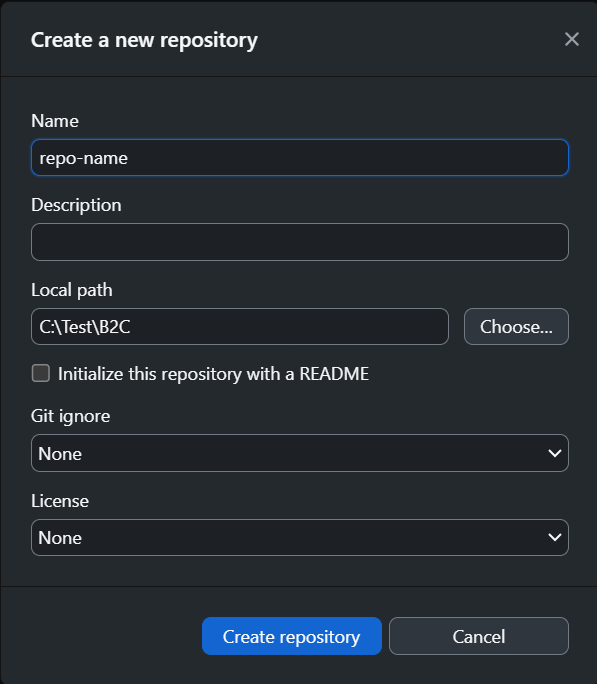 Create a new repository
Name
repo-name
Description
Local path
C:\Test\B2C
Choose...
Initialize this repository with a README
Git ignore
None
License
None
Create repository
Cancel